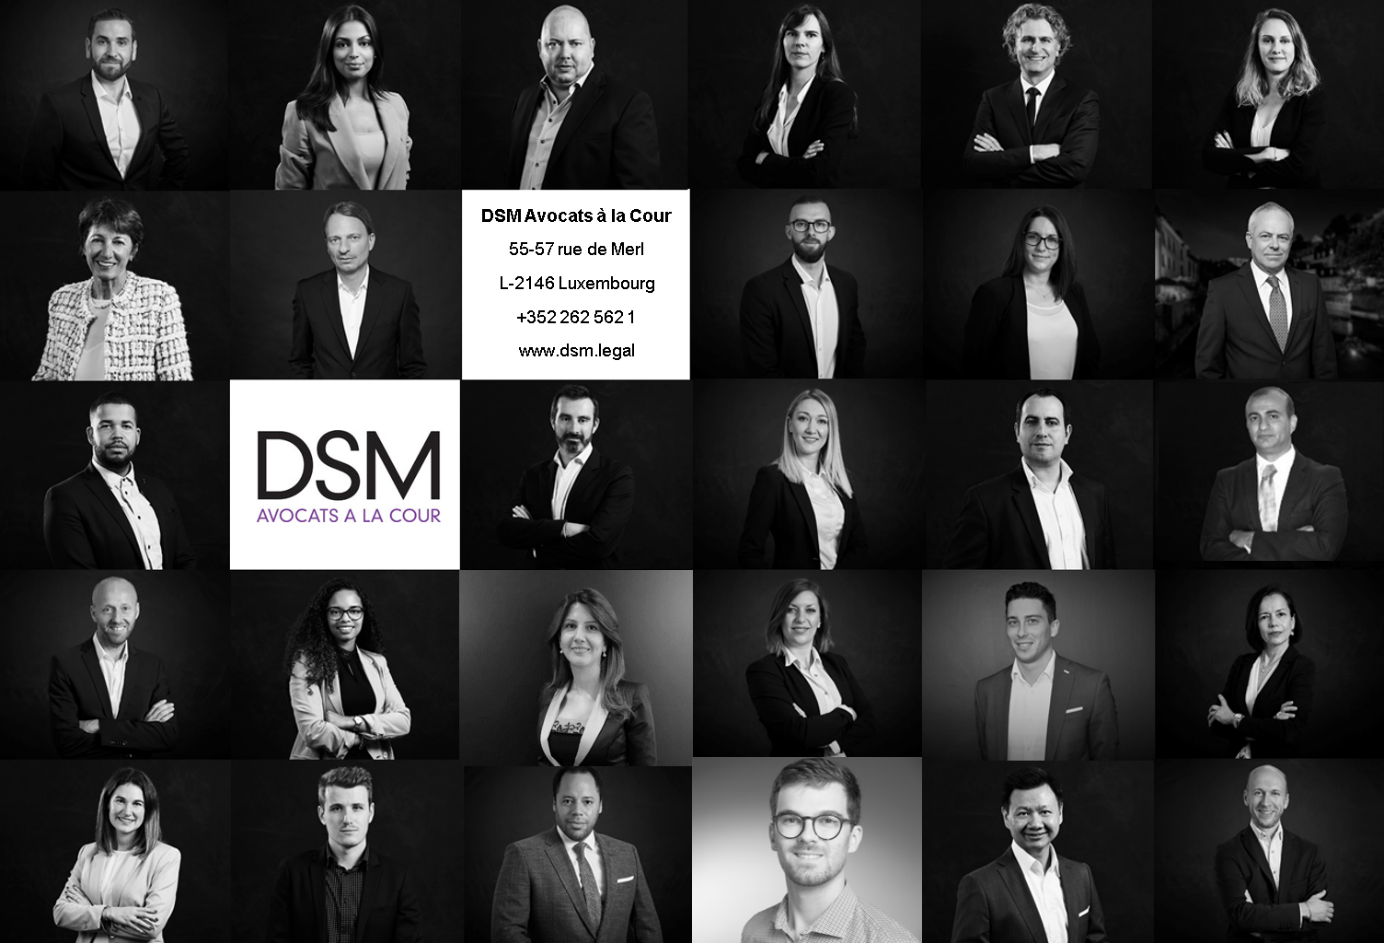 DSM Avocats à la Cour
55-57 rue de Merl
L-2146 Luxembourg
+352 262 562 1
www.dsm.legal
DSM
AVOCATS A LA COUR